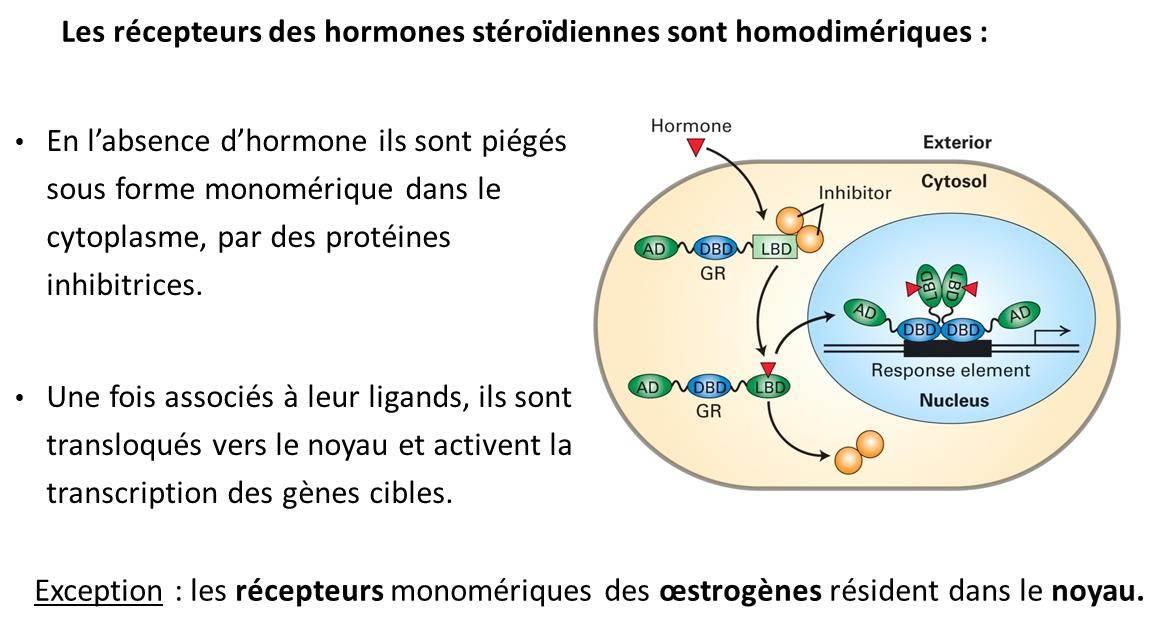 Les récepteurs des hormones stéroïdiennes sont homodimériques :
• En l’absence d’hormone ils sont piégés
sous forme monomérique dans le
cytoplasme, par des protéines
inhibitrices.
• Une fois associés à leur ligands, ils sont
transloqués vers le noyau et activent la
transcription des gènes cibles.
Hormone
Exterior
Cytosol
Inhibitor
AD DBD LBD
GR
LBD LBD
AD DBD DBD AD
Response element
Nucleus
AD DBD LBD
GR
Exception : les récepteurs monomériques des œstrogènes résident dans le noyau.